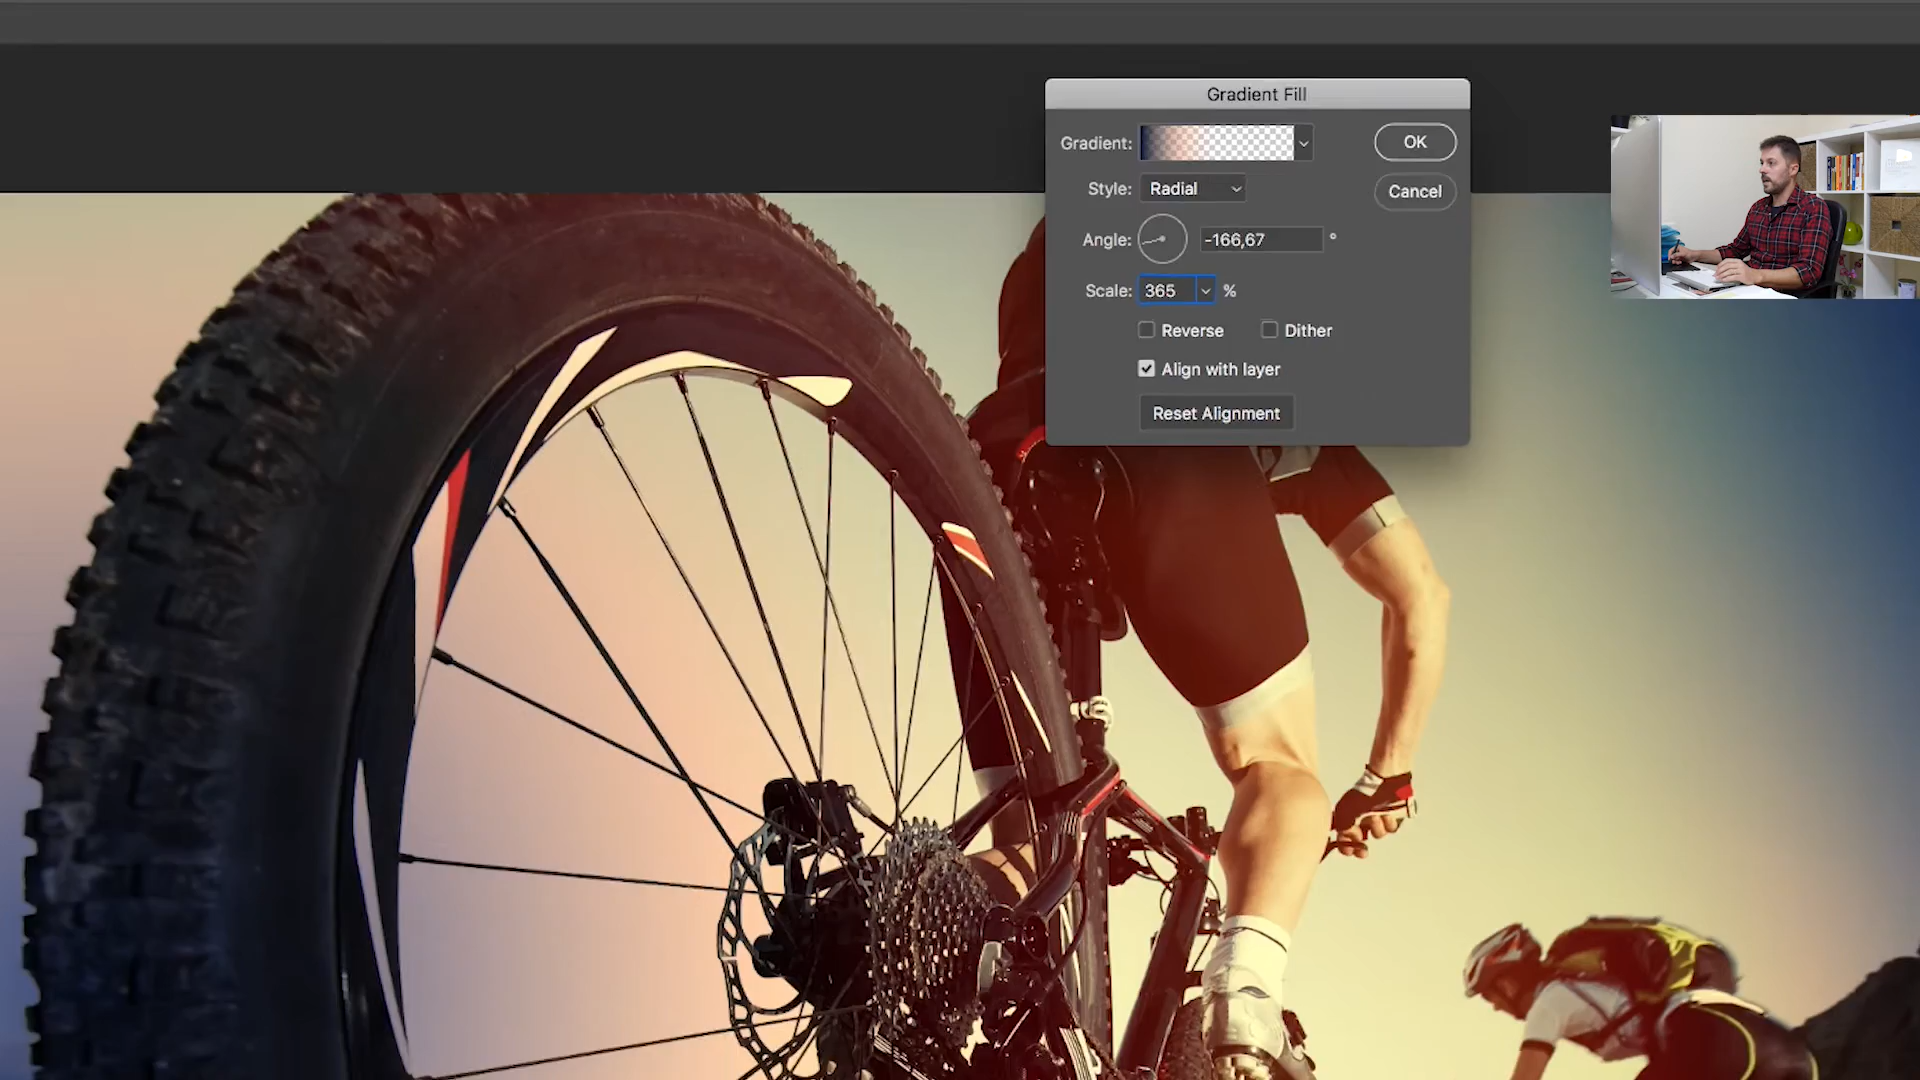 Gradient Fill
Gradient:
OK
Style: Radial
Cancel
Angle: -166,67 °
Scale: 365 %
Reverse Dither
Align with layer
Reset Alignment